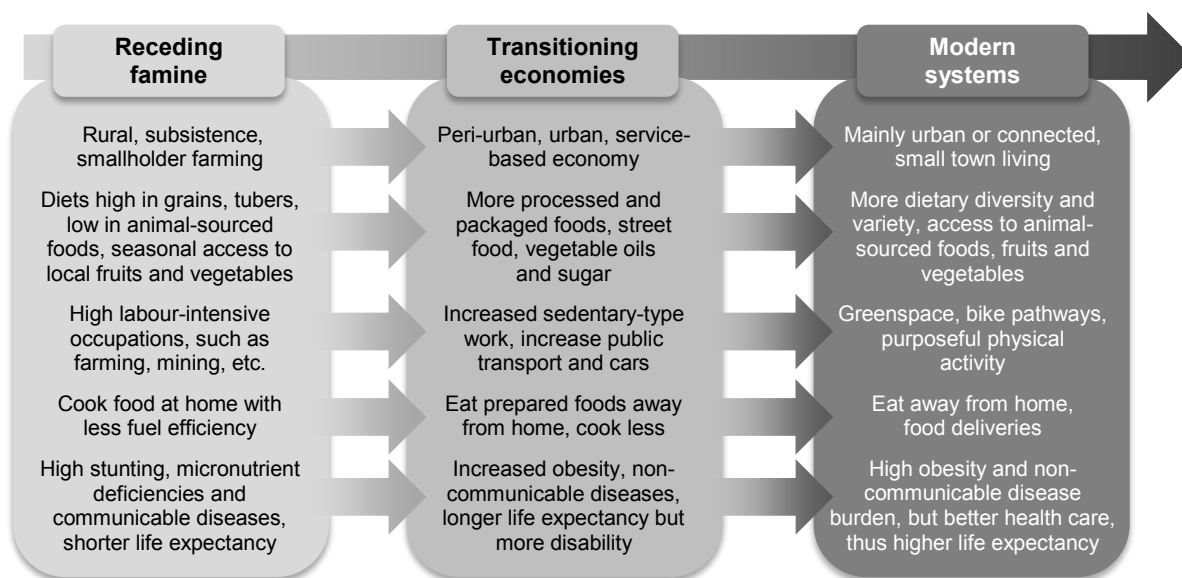 Receding
famine
Transitioning
economies
Modern
systems
Rural, subsistence,
smallholder farming
Peri-urban, urban, service-
based economy
Mainly urban or connected,
small town living
Diets high in grains, tubers,
low in animal-sourced
foods, seasonal access to
local fruits and vegetables
More processed and
packaged foods, street
food, vegetable oils
and sugar
More dietary diversity and
variety, access to animal-
sourced foods, fruits and
vegetables
High labour-intensive
occupations, such as
farming, mining, etc.
Increased sedentary-type
work, increase public
transport and cars
Greenspace, bike pathways,
purposeful physical
activity
Cook food at home with
less fuel efficiency
Eat prepared foods away
from home, cook less
Eat away from home,
food deliveries
High stunting, micronutrient
deficiencies and
communicable diseases,
shorter life expectancy
Increased obesity, non-
communicable diseases,
longer life expectancy but
more disability
High obesity and non-
communicable disease
burden, but better health care,
thus higher life expectancy